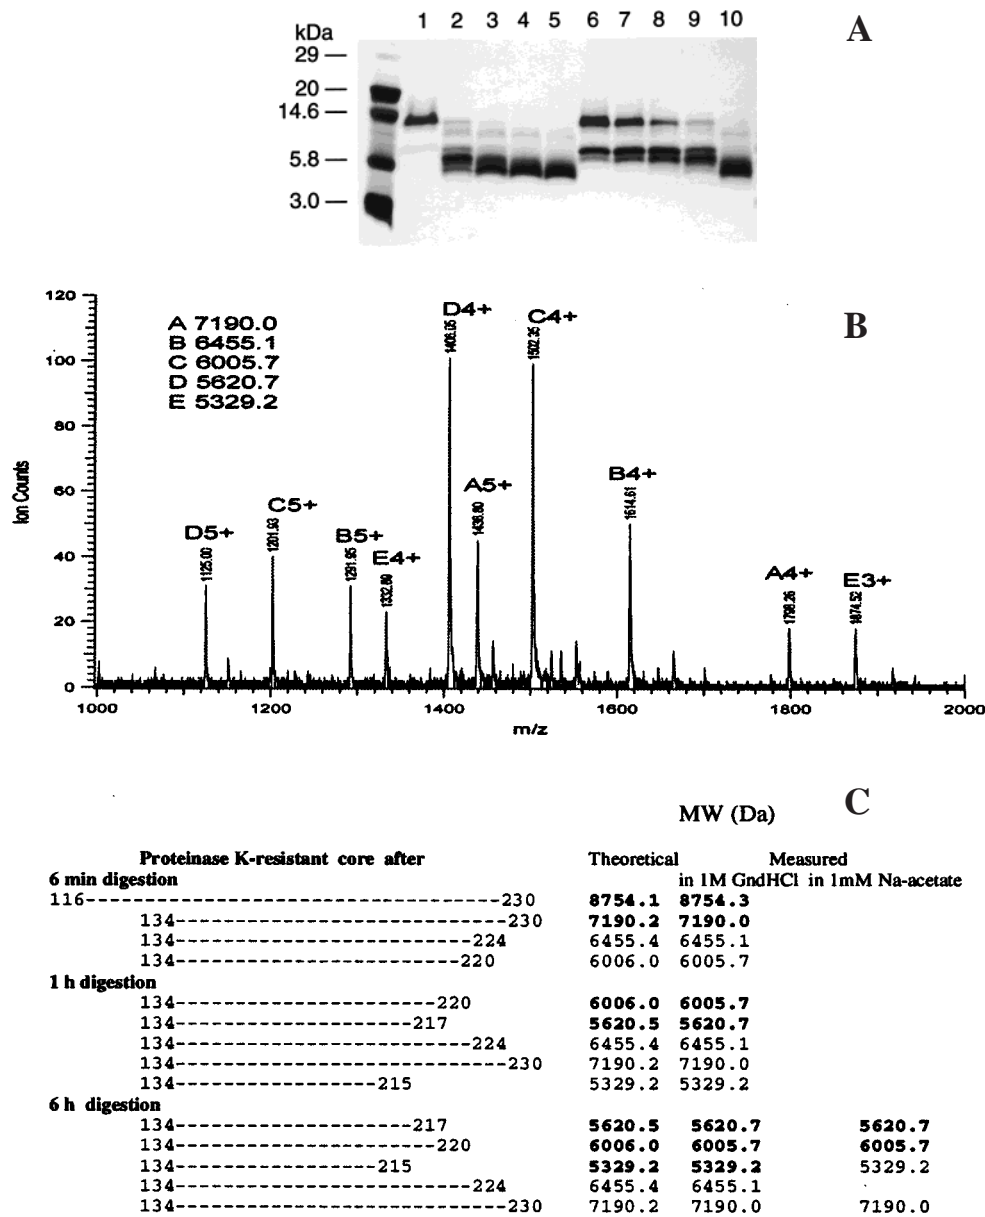 1 2 3 4 5 6 7 8 9 10
A
kDa
29
20
14.6
5.8
3.0
B
120
100
80
60
40
20
0
Ion Counts
A 7190.0
B 6455.1
C 6005.7
D 5620.7
E 5329.2
D5+
1125.00
C5+
1201.93
B5+
1291.95
E4+
D4+
A5+
1438.80
C4+
1502.35
B4+
1614.61
A4+
1798.26
E3+
1000 1200 1400 1600 1800 2000
m/z
C
MW (Da)
Proteinase K-resistant core after Theoretical Measured
6 min digestion in 1M GndHCl in 1mM Na-acetate
116------------------------------------230 8754.1 8754.3
134-----------------------------230 7190.2 7190.0
134--------------------------224 6455.4 6455.1
134-------------------------220 6006.0 6005.7
1 h digestion
134-----------------------220 6006.0 6005.7
134---------------------217 5620.5 5620.7
134--------------------------224 6455.4 6455.1
134-----------------------------230 7190.2 7190.0
134------------------215 5329.2 5329.2
6 h digestion
134---------------------217 5620.5 5620.7 5620.7
134-----------------------220 6006.0 6005.7 6005.7
134------------------215 5329.2 5329.2 5329.2
134--------------------------224 6455.4 6455.1
134-----------------------------230 7190.2 7190.0 7190.0